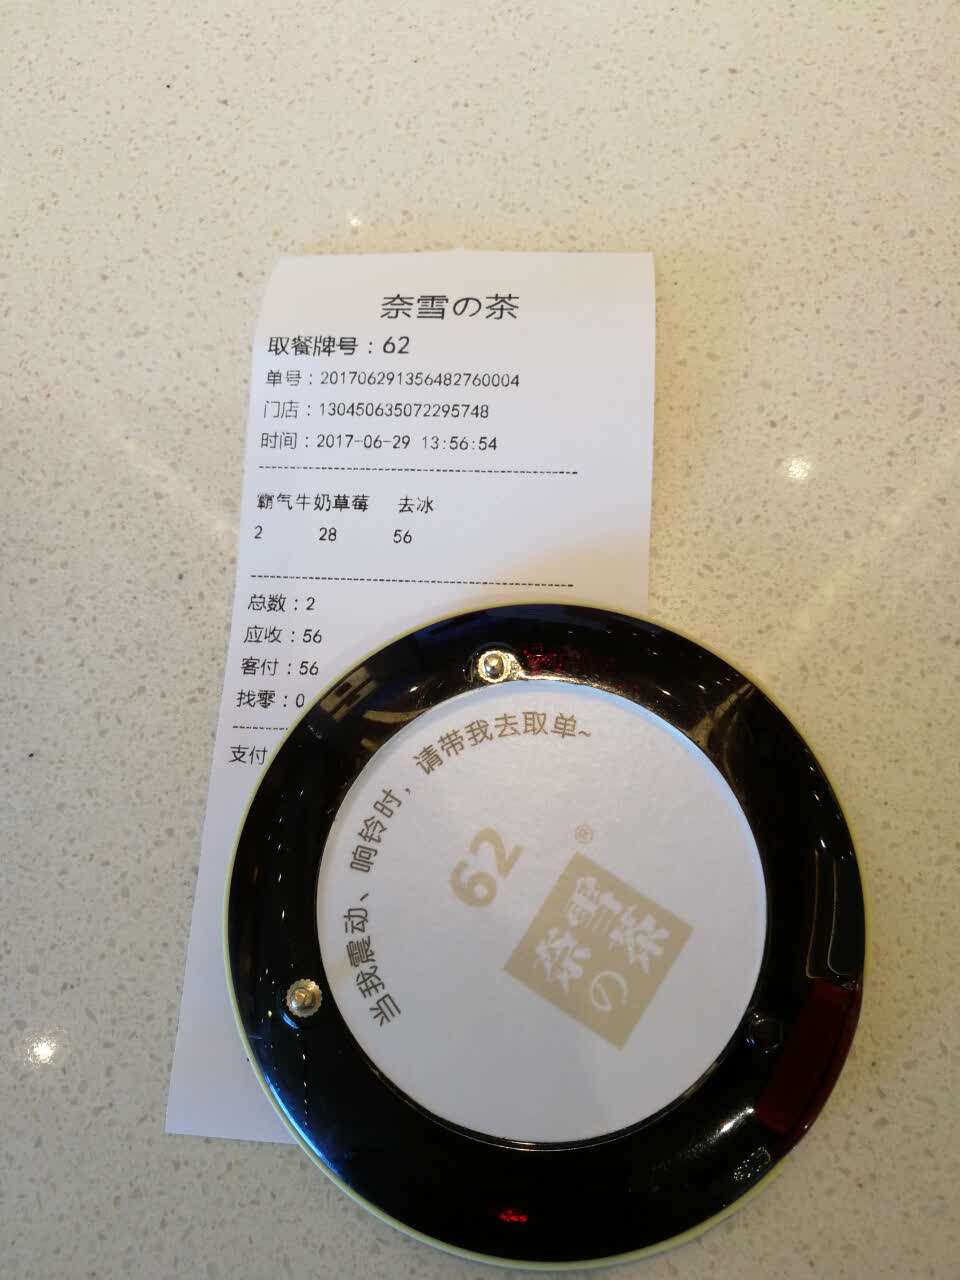 奈雪の茶
取餐牌号：62
单号：201706291356482760004
门店：130450635072295748
时间：2017-06-29 13:56:54
霸气牛奶草莓 去冰
2 28 56
总数：2
应收：56
客付：56
找零：0
支付
当我震动、响铃时，请带我去取单~
62
®
奈雪
の茶